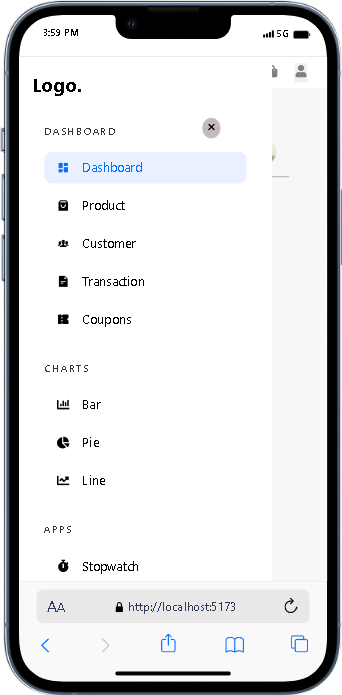 3:59 PM 5G
Logo.
DASHBOARD
Dashboard
Product
Customer
Transaction
Coupons
CHARTS
Bar
Pie
Line
APPS
Stopwatch
AA http://localhost:5173